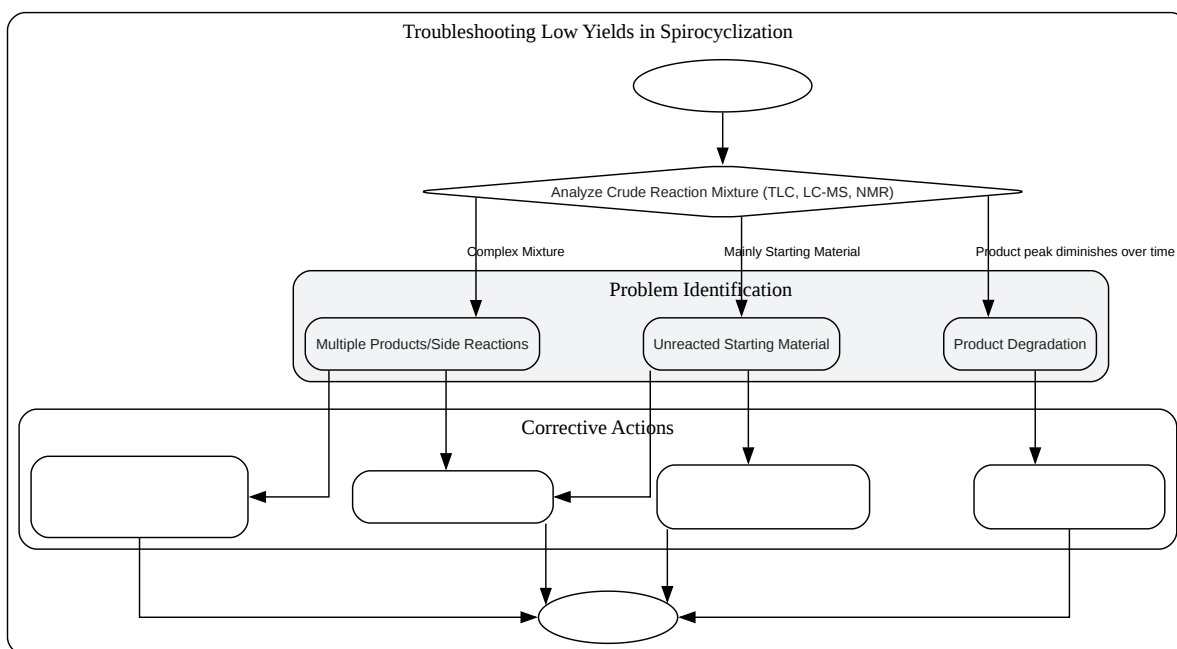 Troubleshooting Low Yields in Spirocyclization
Analyze Crude Reaction Mixture (TLC, LC-MS, NMR)
Complex Mixture
Mainly Starting Material
Product peak diminishes over time
Problem Identification
Multiple Products/Side Reactions
Unreacted Starting Material
Product Degradation
Corrective Actions